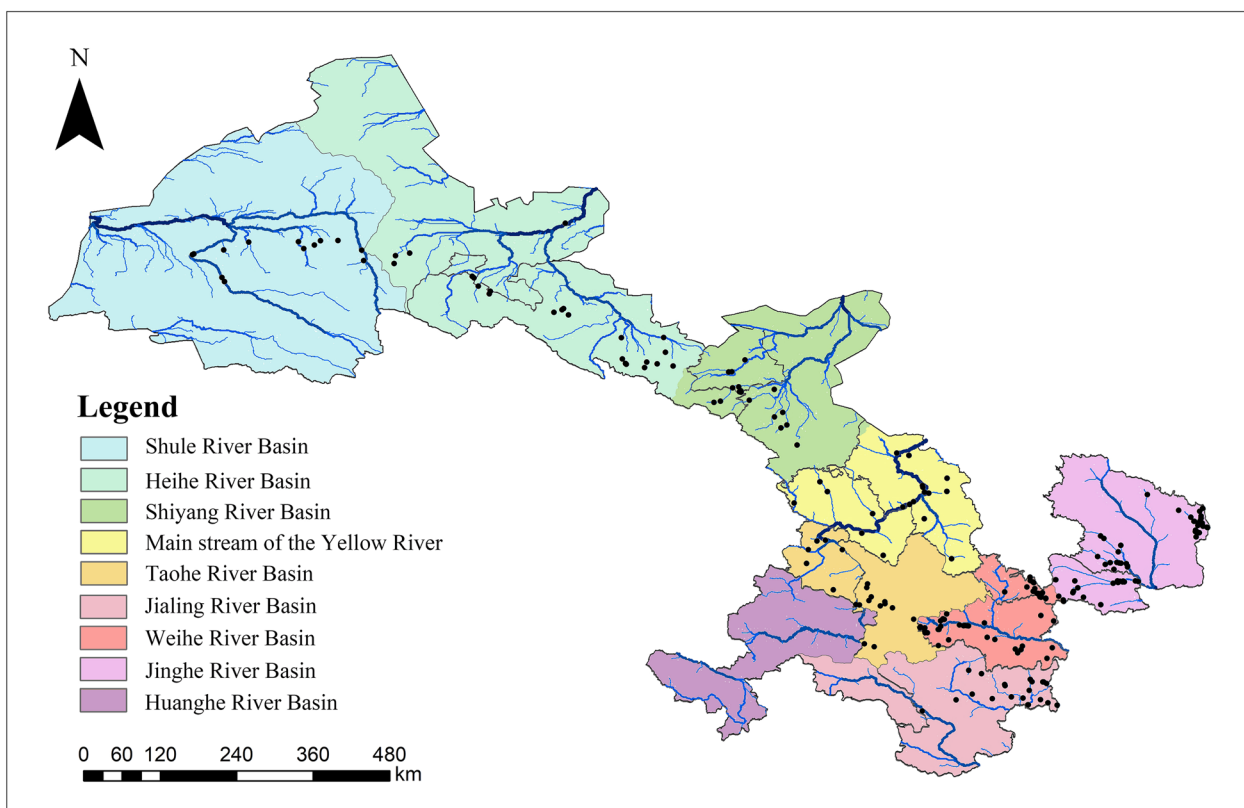 N
Legend
Shule River Basin
Heihe River Basin
Shiyang River Basin
Main stream of the Yellow River
Taohe River Basin
Jialing River Basin
Weihe River Basin
Jinghe River Basin
Huanghe River Basin
0 60 120 240 360 480
km